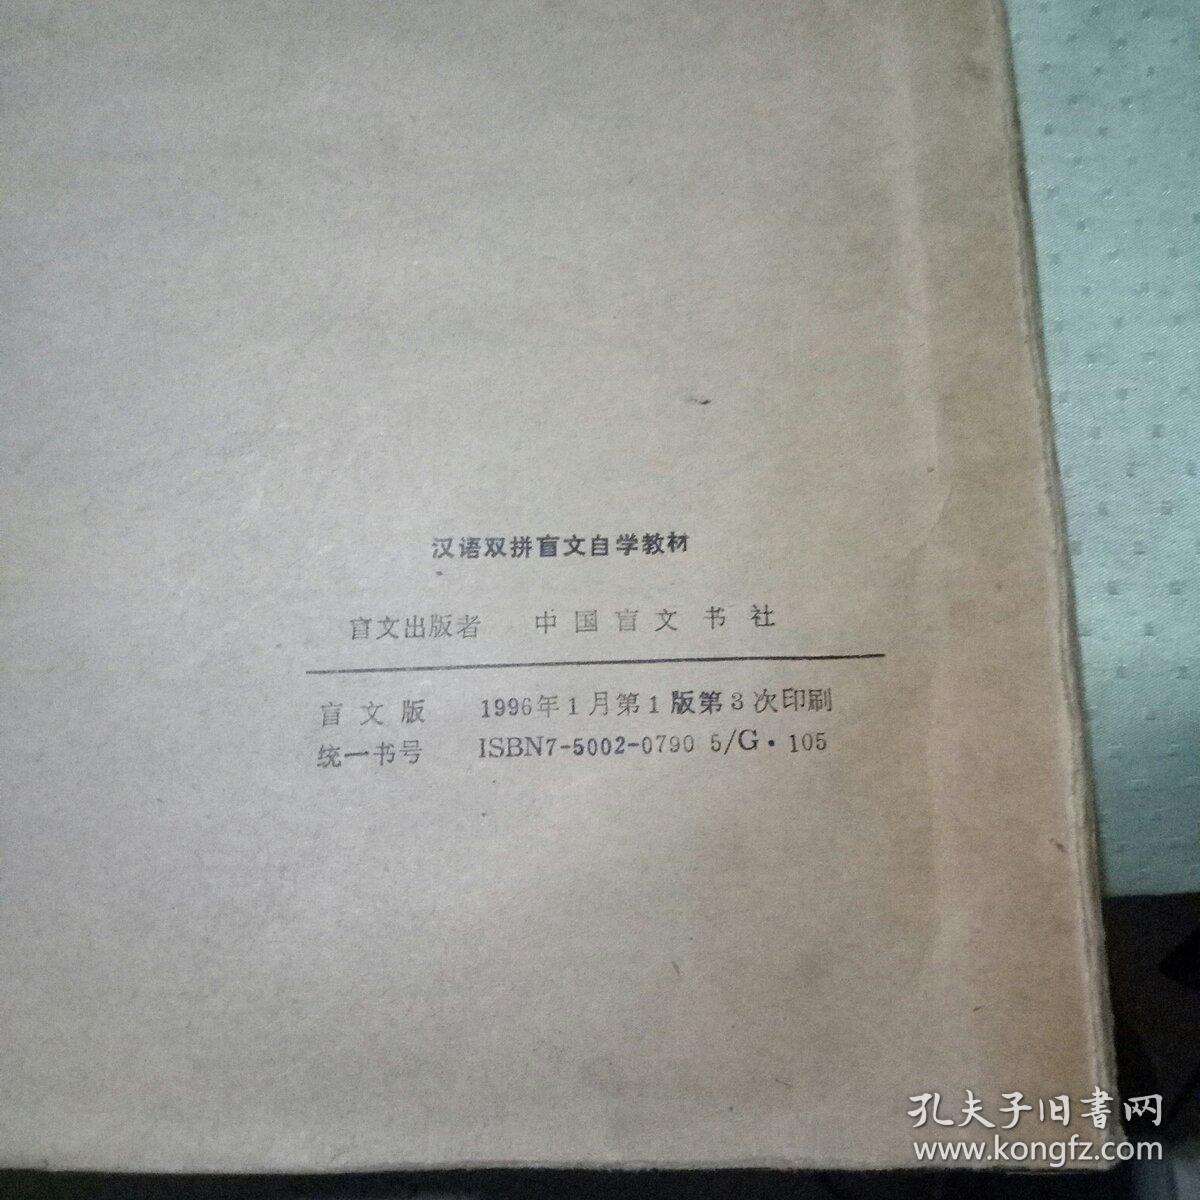 汉语双拼盲文自学教材
盲文出版者 中国盲文书社
盲文版 1996年1月第1版第3次印刷
统一书号 ISBN7-5002-0790 5/G·105
孔夫子旧書网
www.kongfz.com